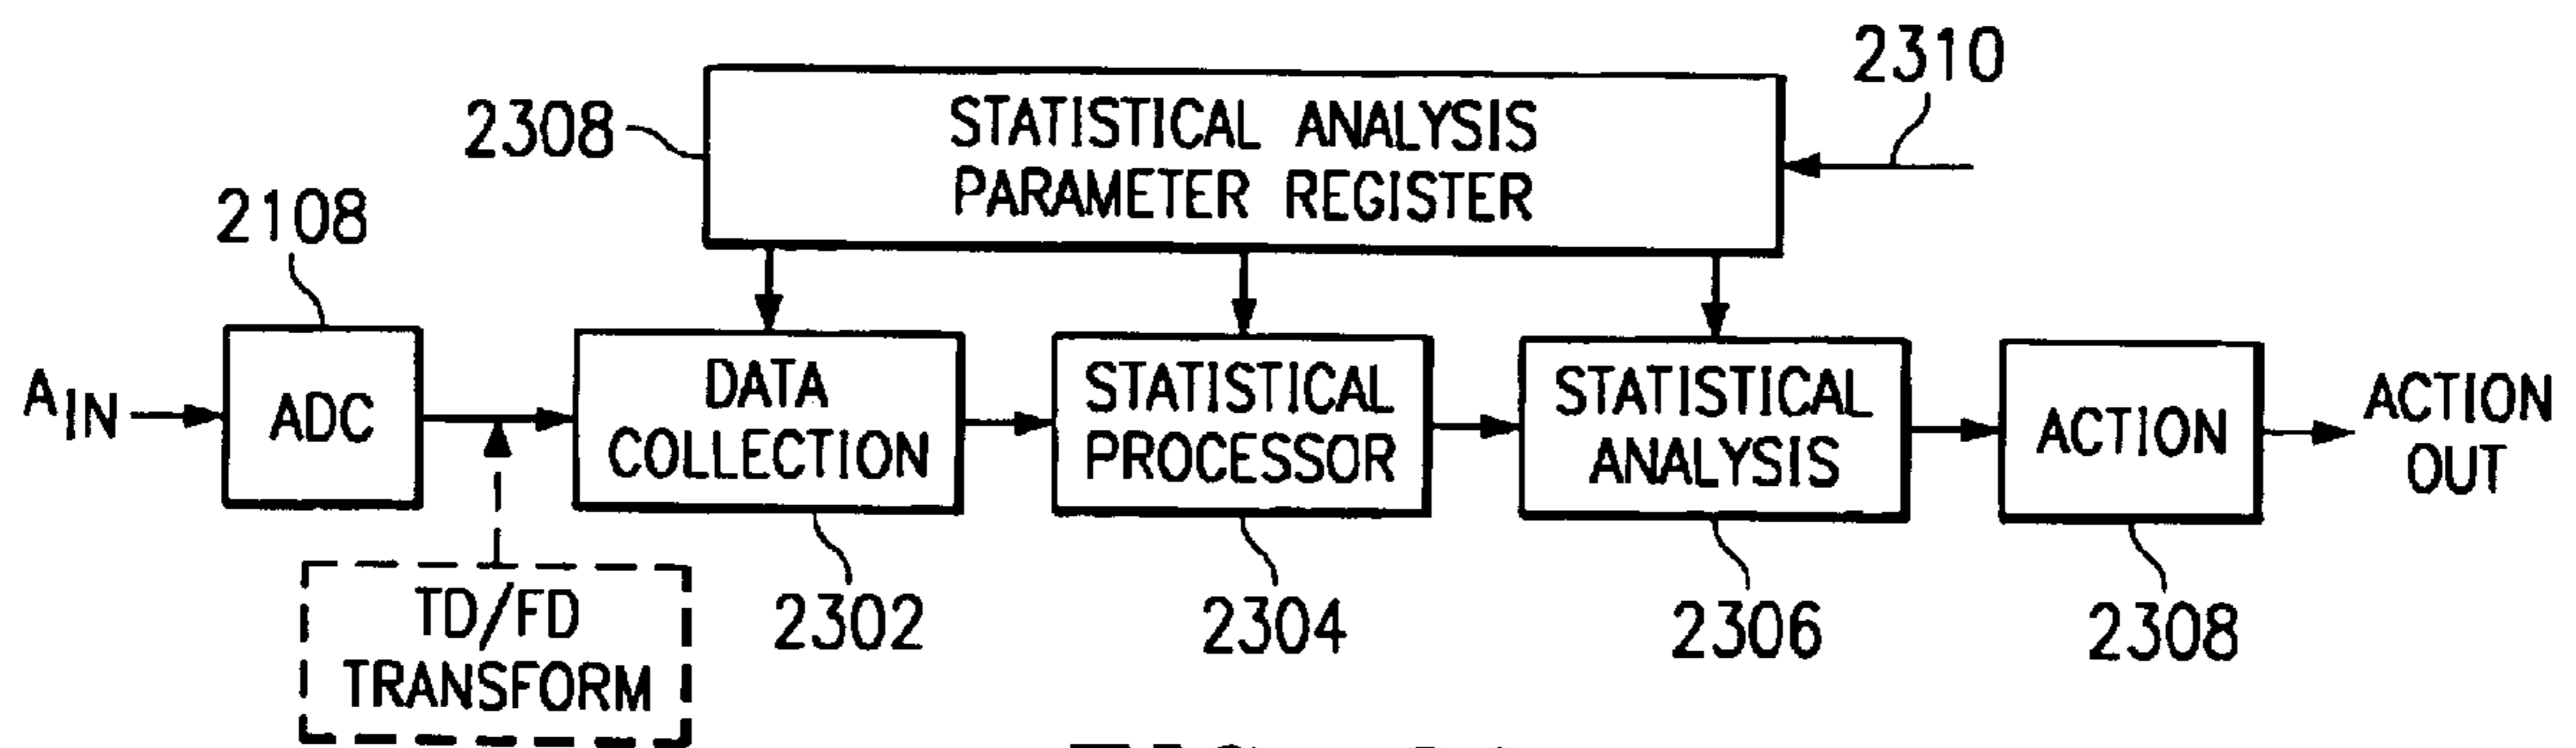 2310
2308
STATISTICAL ANALYSIS
PARAMETER REGISTER
2108
A_IN
ADC
DATA
COLLECTION
STATISTICAL
PROCESSOR
STATISTICAL
ANALYSIS
ACTION
ACTION
OUT
TD/FD
TRANSFORM
2302
2304
2306
2308